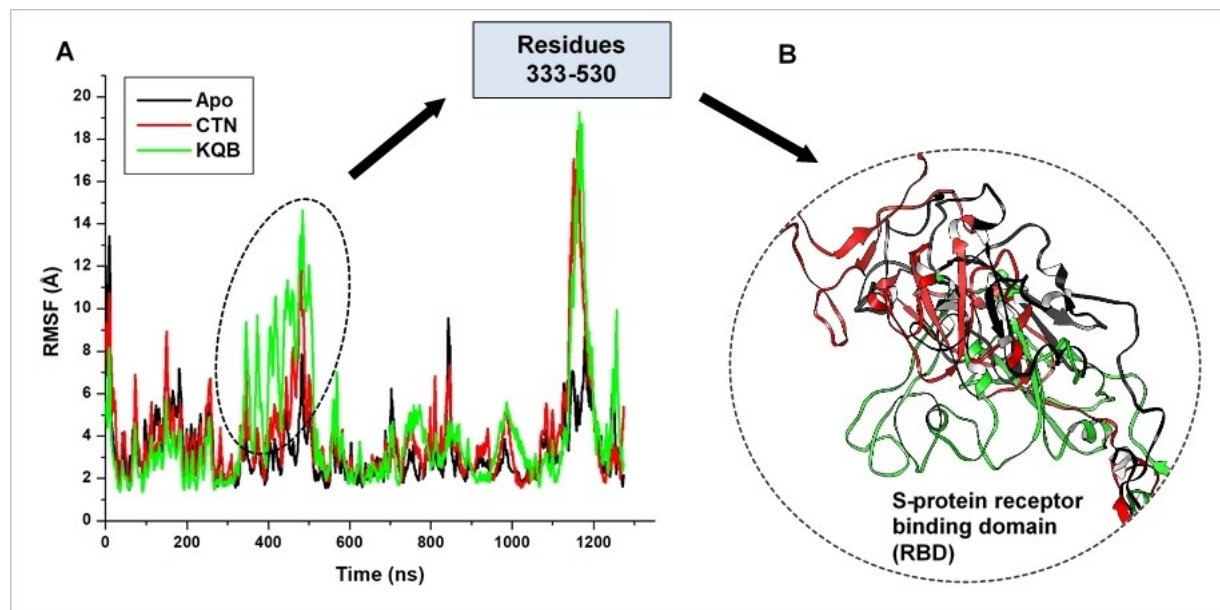 A
Residues
333-530
B
Apo
CTN
KQB
20
18
16
14
12
10
8
6
4
2
0
RMSF (Å)
0
200
400
600
800
1000
1200
Time (ns)
S-protein receptor
binding domain
(RBD)